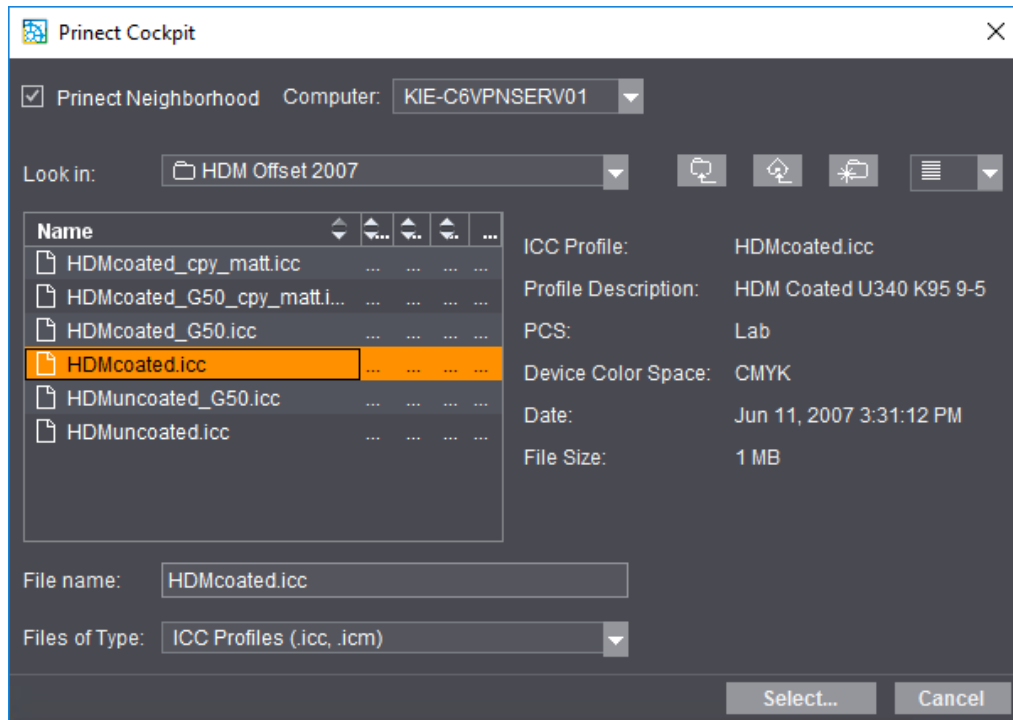 Prinect Cockpit
Prinect Neighborhood Computer: KIE-C6VPNSERV01
Look in: HDM Offset 2007
Name ... .. .. ...
HDMcoated_cpy_matt.icc ... ... ... ...
HDMcoated_G50_cpy_matt.i... ... ... ... ...
HDMcoated_G50.icc ... ... ... ...
HDMcoated.icc ... ... ... ...
HDMuncoated_G50.icc ... ... ... ...
HDMuncoated.icc ... ... ... ...
ICC Profile: HDMcoated.icc
Profile Description: HDM Coated U340 K95 9-5
PCS: Lab
Device Color Space: CMYK
Date: Jun 11, 2007 3:31:12 PM
File Size: 1 MB
File name: HDMcoated.icc
Files of Type: ICC Profiles (.icc, .icm)
Select... Cancel